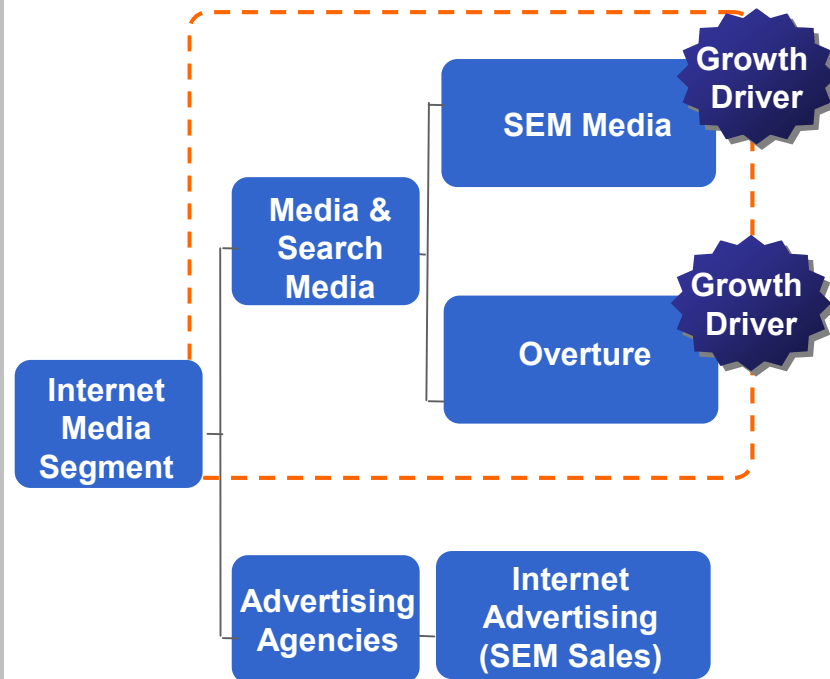 Growth
Driver
SEM Media
Media &
Search
Media
Growth
Driver
Overture
Internet
Media
Segment
Advertising
Agencies
Internet
Advertising
(SEM Sales)